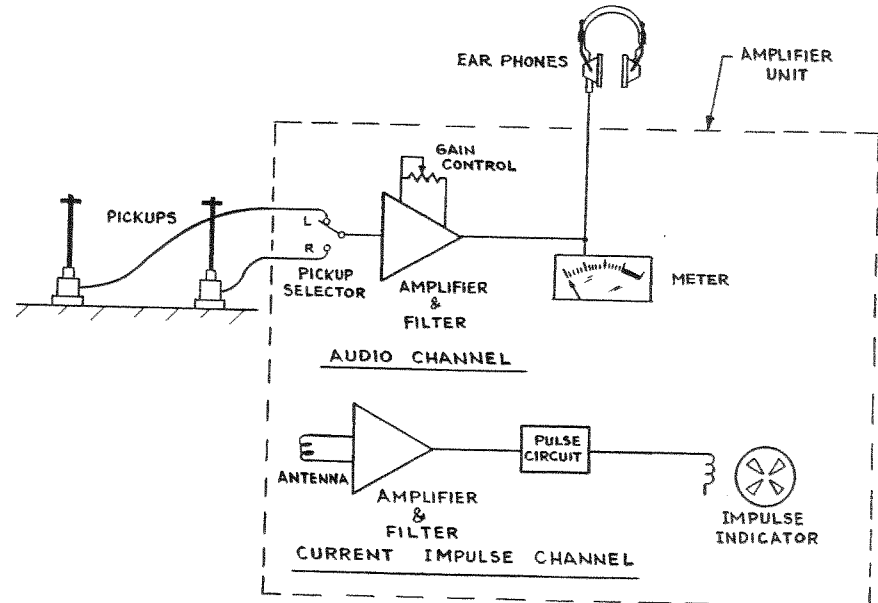 EAR PHONES
AMPLIFIER
UNIT
GAIN
CONTROL
PICKUPS
L
R
PICKUP
SELECTOR
AMPLIFIER
&
FILTER
METER
AUDIO CHANNEL
ANTENNA
AMPLIFIER
&
FILTER
PULSE
CIRCUIT
IMPULSE
INDICATOR
CURRENT IMPULSE CHANNEL